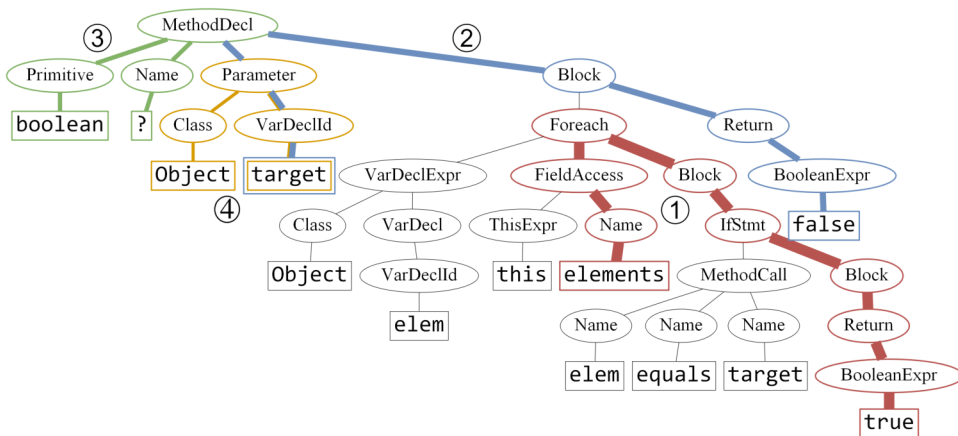 MethodDecl
③ ②
Primitive Name Parameter Block
boolean ? Class VarDeclId Foreach Return
Object target VarDeclExpr FieldAccess Block BooleanExpr
④ ①
Class VarDecl ThisExpr Name IfStmt false
Object VarDeclId this elements MethodCall Block
elem Name Name Name Return
elem equals target BooleanExpr
true